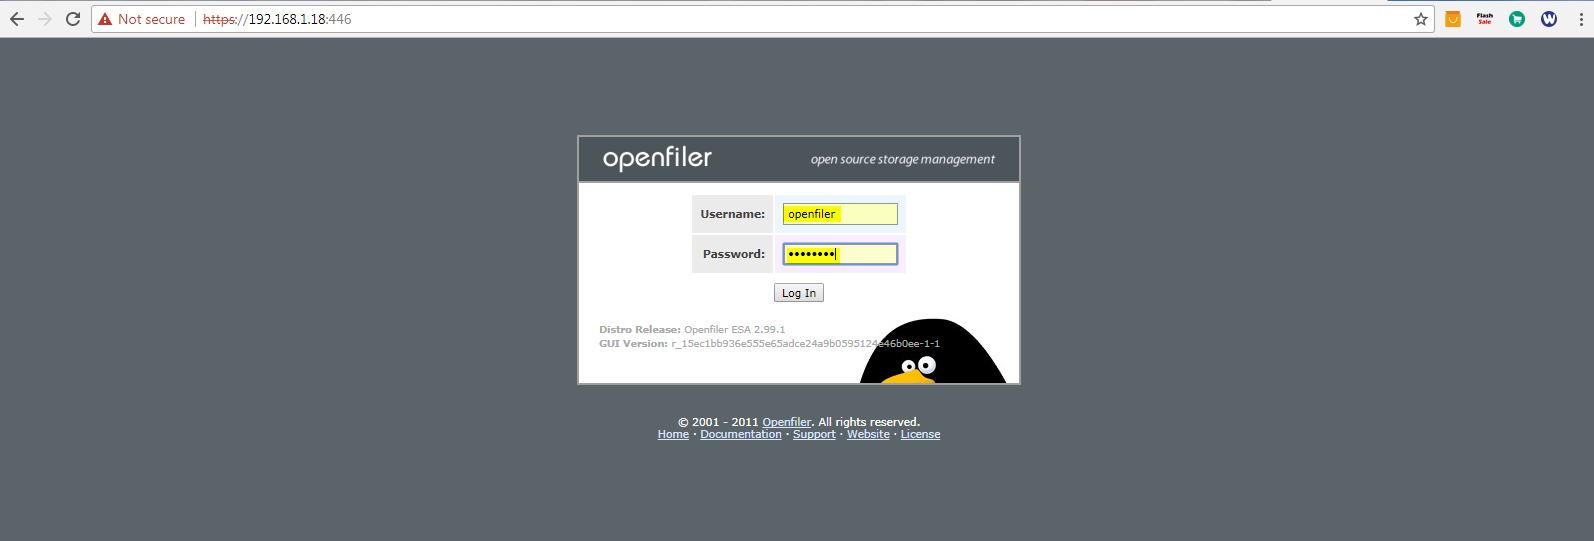 Not secure | https://192.168.1.18:446
Flash
Sale
W
openfiler
open source storage management
Username: openfiler
Password: ••••••••
Log In
Distro Release: Openfiler ESA 2.99.1
GUI Version: r_15ec1bb936e555e65adce24a9b0595124e46b0ee-1-1
© 2001 - 2011 Openfiler. All rights reserved.
Home · Documentation · Support · Website · License